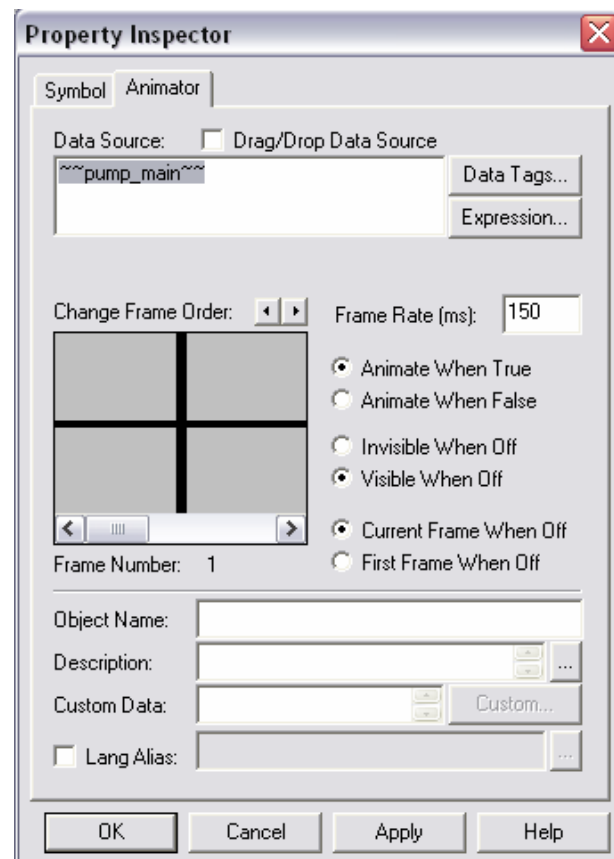 Property Inspector
Symbol Animator
Data Source: Drag/Drop Data Source
~~pump_main~~
Data Tags...
Expression...
Change Frame Order: Frame Rate (ms): 150
Animate When True
Animate When False
Invisible When Off
Visible When Off
Current Frame When Off
Frame Number: 1 First Frame When Off
Object Name:
Description: ...
Custom Data: Custom...
Lang Alias: ...
OK Cancel Apply Help